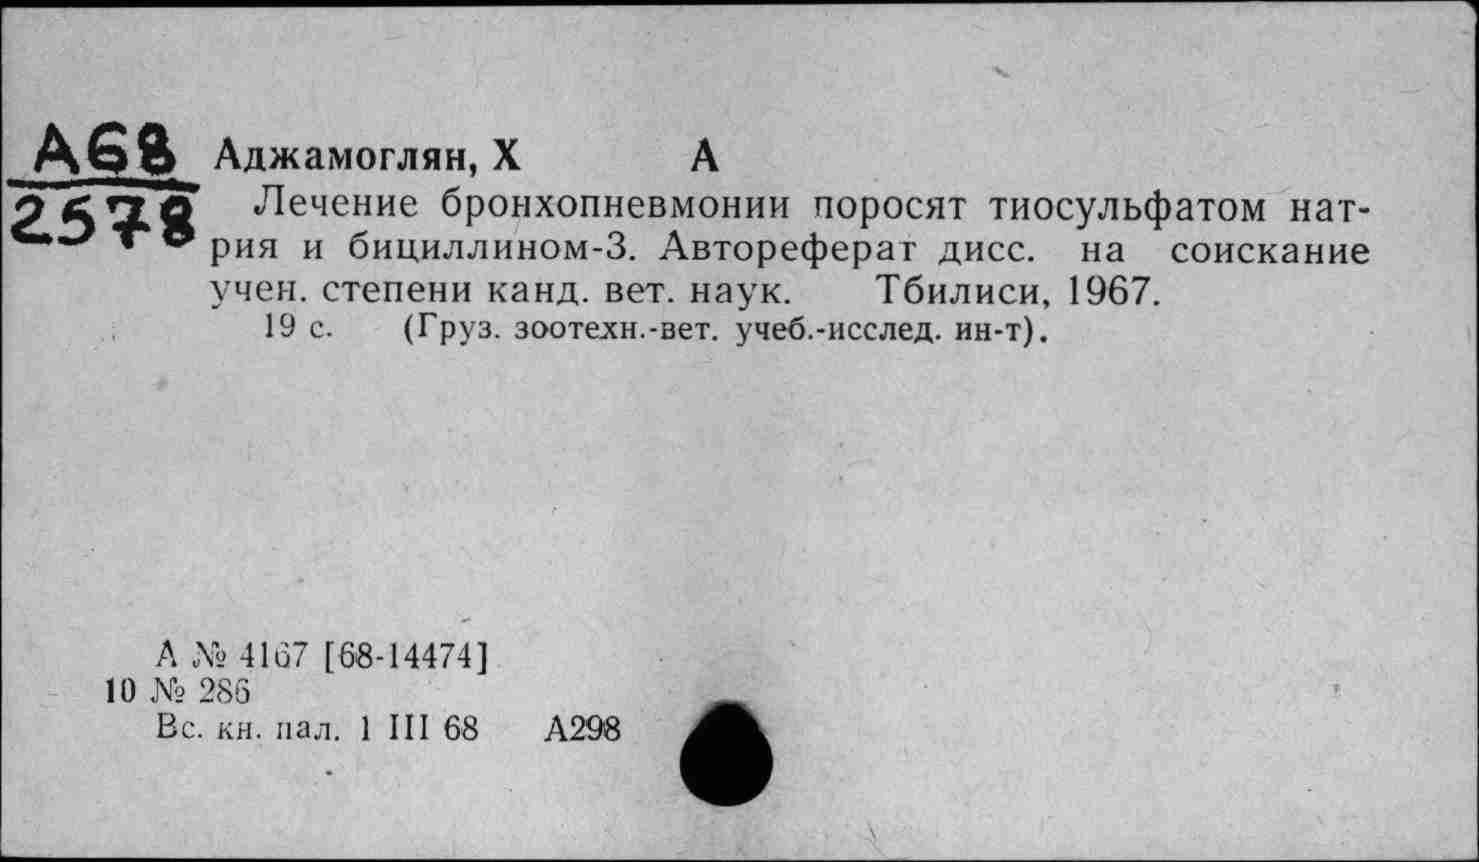 А68 Аджамоглян, Х А
2578 Лечение бронхопневмонии поросят тиосульфатом нат-
рия и бициллином-3. Автореферат дисс. на соискание
учен. степени канд. вет. наук. Тбилиси, 1967.
19 с. (Груз. зоотехн.-вет. учеб.-исслед. ин-т).
А № 4167 [68-14474]
10 № 286
Вс. кн. пал. 1 III 68 А298